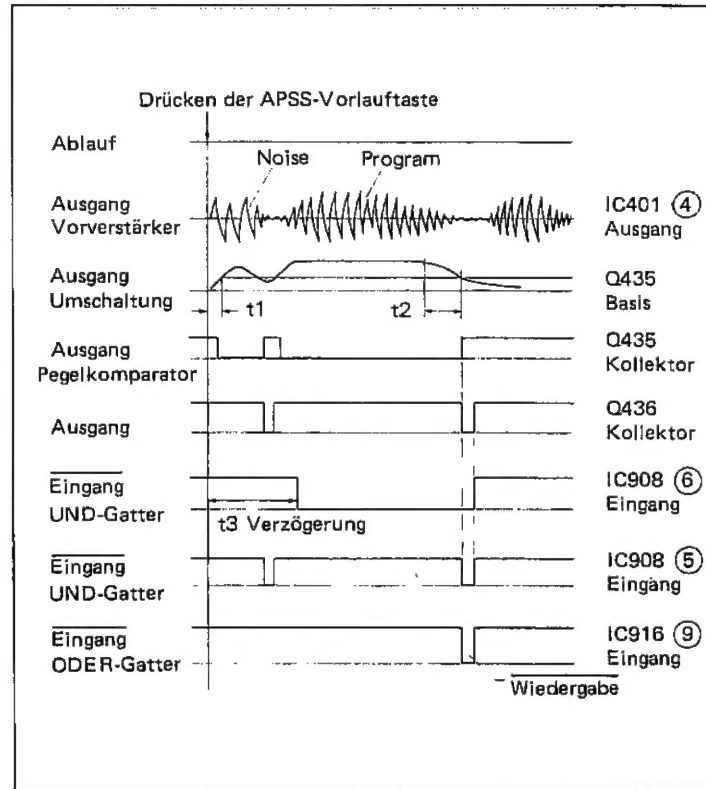 Drücken der APSS-Vorlauftaste
Ablauf
Noise
Program
Ausgang
Vorverstärker
IC401 ④
Ausgang
Ausgang
Umschaltung
t1
t2
Q435
Basis
Ausgang
Pegelkomparator
Q435
Kollektor
Ausgang
Q436
Kollektor
Eingang
UND-Gatter
t3 Verzögerung
IC908 ⑥
Eingang
Eingang
UND-Gatter
IC908 ⑤
Eingang
Eingang
ODER-Gatter
IC916 ⑨
Eingang
Wiedergabe